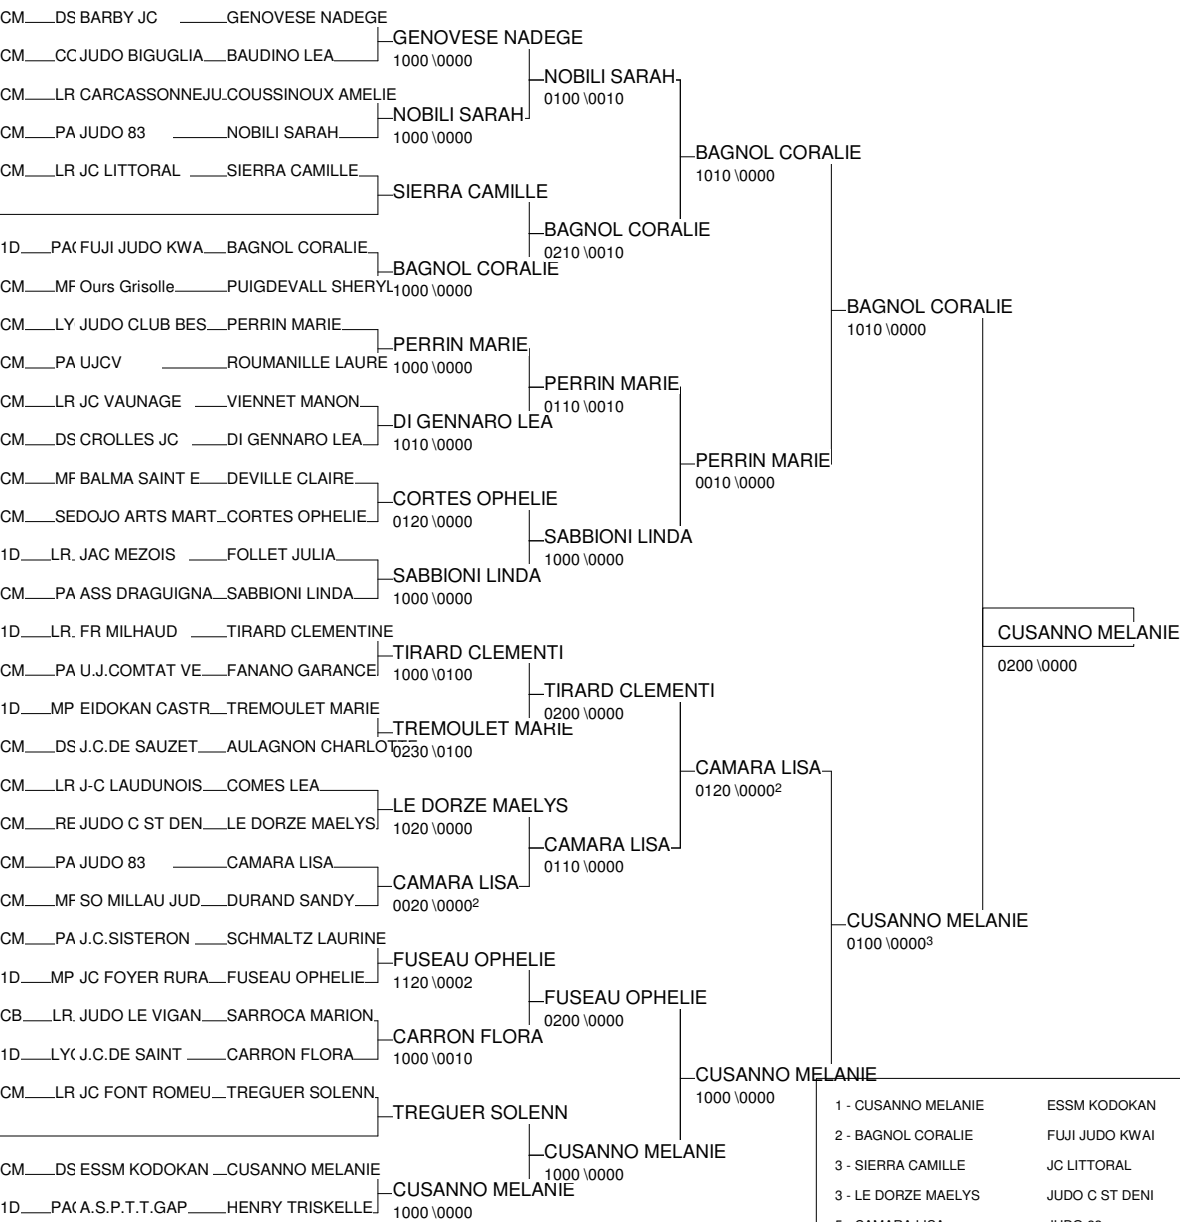 CM DS BARBY JC GENOVESE NADEGE
GENOVESE NADEGE
CM CC JUDO BIGUGLIA BAUDINO LEA
1000 \0000
NOBILI SARAH
0100 \0010
CM LR CARCASSONNEJU COUSSINOUX AMELIE
NOBILI SARAH
CM PA JUDO 83 NOBILI SARAH
1000 \0000
BAGNOL CORALIE
1010 \0000
CM LR JC LITTORAL SIERRA CAMILLE
SIERRA CAMILLE
BAGNOL CORALIE
0210 \0010
1D PA( FUJI JUDO KWA BAGNOL CORALIE
BAGNOL CORALIE
CM MF Ours Grisolle PUIGDEVALL SHERYL
1000 \0000
BAGNOL CORALIE
1010 \0000
CM LY JUDO CLUB BES PERRIN MARIE
PERRIN MARIE
CM PA UJCV ROUMANILLE LAURE
1000 \0000
PERRIN MARIE
0110 \0010
CM LR JC VAUNAGE VIENNET MANON
DI GENNARO LEA
CM DS CROLLES JC DI GENNARO LEA
1010 \0000
PERRIN MARIE
0010 \0000
CM MF BALMA SAINT E DEVILLE CLAIRE
CORTES OPHELIE
CM SE DOJO ARTS MART CORTES OPHELIE
0120 \0000
SABBIONI LINDA
1000 \0000
1D LR. JAC MEZOIS FOLLET JULIA
SABBIONI LINDA
CM PA ASS DRAGUIGNA SABBIONI LINDA
1000 \0000
CUSANNO MELANIE
0200 \0000
1D LR. FR MILHAUD TIRARD CLEMENTINE
TIRARD CLEMENTI
CM PA U.J.COMTAT VE FANANO GARANCE
1000 \0100
TIRARD CLEMENTI
0200 \0000
1D MP EIDOKAN CASTR TREMOULET MARIE
TREMOULET MARIE
CM DS J.C.DE SAUZET AULAGNON CHARLOTTE
0230 \0100
CAMARA LISA
0120 \0000²
CM LR J-C LAUDUNOIS COMES LEA
LE DORZE MAELYS
CM RE JUDO C ST DEN LE DORZE MAELYS
1020 \0000
CAMARA LISA
0110 \0000
CM PA JUDO 83 CAMARA LISA
CAMARA LISA
CM MF SO MILLAU JUD DURAND SANDY
0020 \0000²
CUSANNO MELANIE
0100 \0000³
CM PA J.C.SISTERON SCHMALTZ LAURINE
FUSEAU OPHELIE
1D MP JC FOYER RURA FUSEAU OPHELIE
1120 \0002
FUSEAU OPHELIE
0200 \0000
CB LR. JUDO LE VIGAN SARROCA MARION
CARRON FLORA
1D LY( J.C.DE SAINT CARRON FLORA
1000 \0010
CUSANNO MELANIE
1000 \0000
CM LR JC FONT ROMEU TREGUER SOLENN
TREGUER SOLENN
CUSANNO MELANIE
1000 \0000
CM DS ESSM KODOKAN CUSANNO MELANIE
CUSANNO MELANIE
1D PA( A.S.P.T.T.GAP HENRY TRISKELLE
1000 \0000
1 - CUSANNO MELANIE ESSM KODOKAN
2 - BAGNOL CORALIE FUJI JUDO KWAI
3 - SIERRA CAMILLE JC LITTORAL
3 - LE DORZE MAELYS JUDO C ST DENI
5 - CAMARA LISA JUDO 83